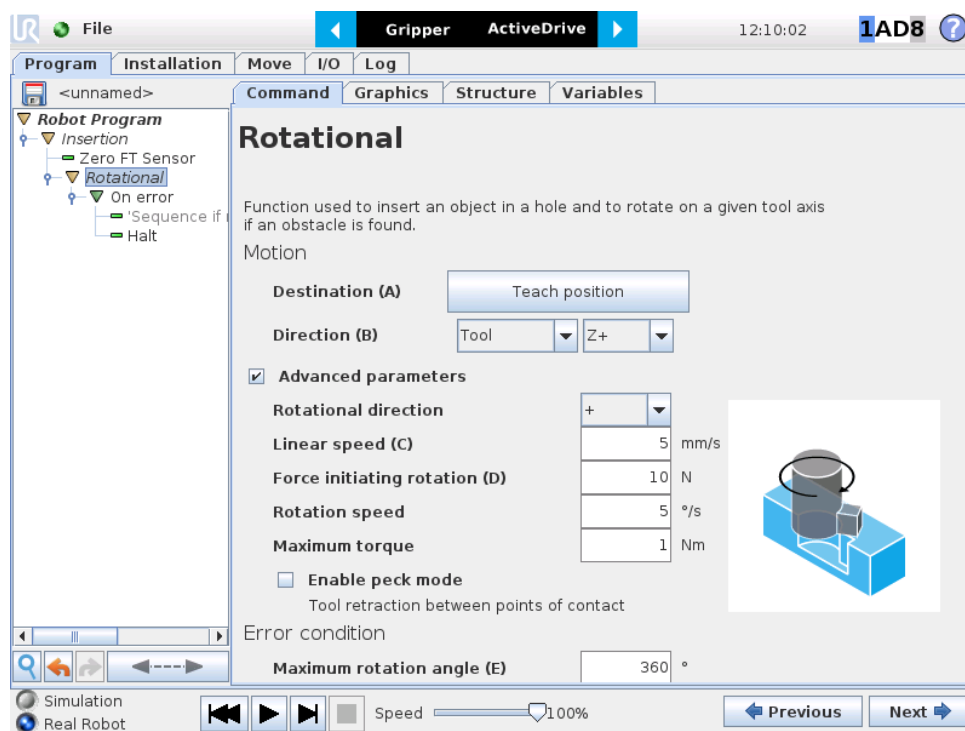 UR File Gripper ActiveDrive 12:10:02 1AD8 ?
Program Installation Move I/O Log
<unnamed> Command Graphics Structure Variables
Robot Program
Insertion
Zero FT Sensor
Rotational
On error
'Sequence if
Halt
Rotational
Function used to insert an object in a hole and to rotate on a given tool axis
if an obstacle is found.
Motion
Destination (A) Teach position
Direction (B) Tool Z+
Advanced parameters
Rotational direction +
Linear speed (C) 5 mm/s
Force initiating rotation (D) 10 N
Rotation speed 5 °/s
Maximum torque 1 Nm
Enable peck mode
Tool retraction between points of contact
Error condition
Maximum rotation angle (E) 360 °
Simulation
Real Robot
Speed 100% Previous Next